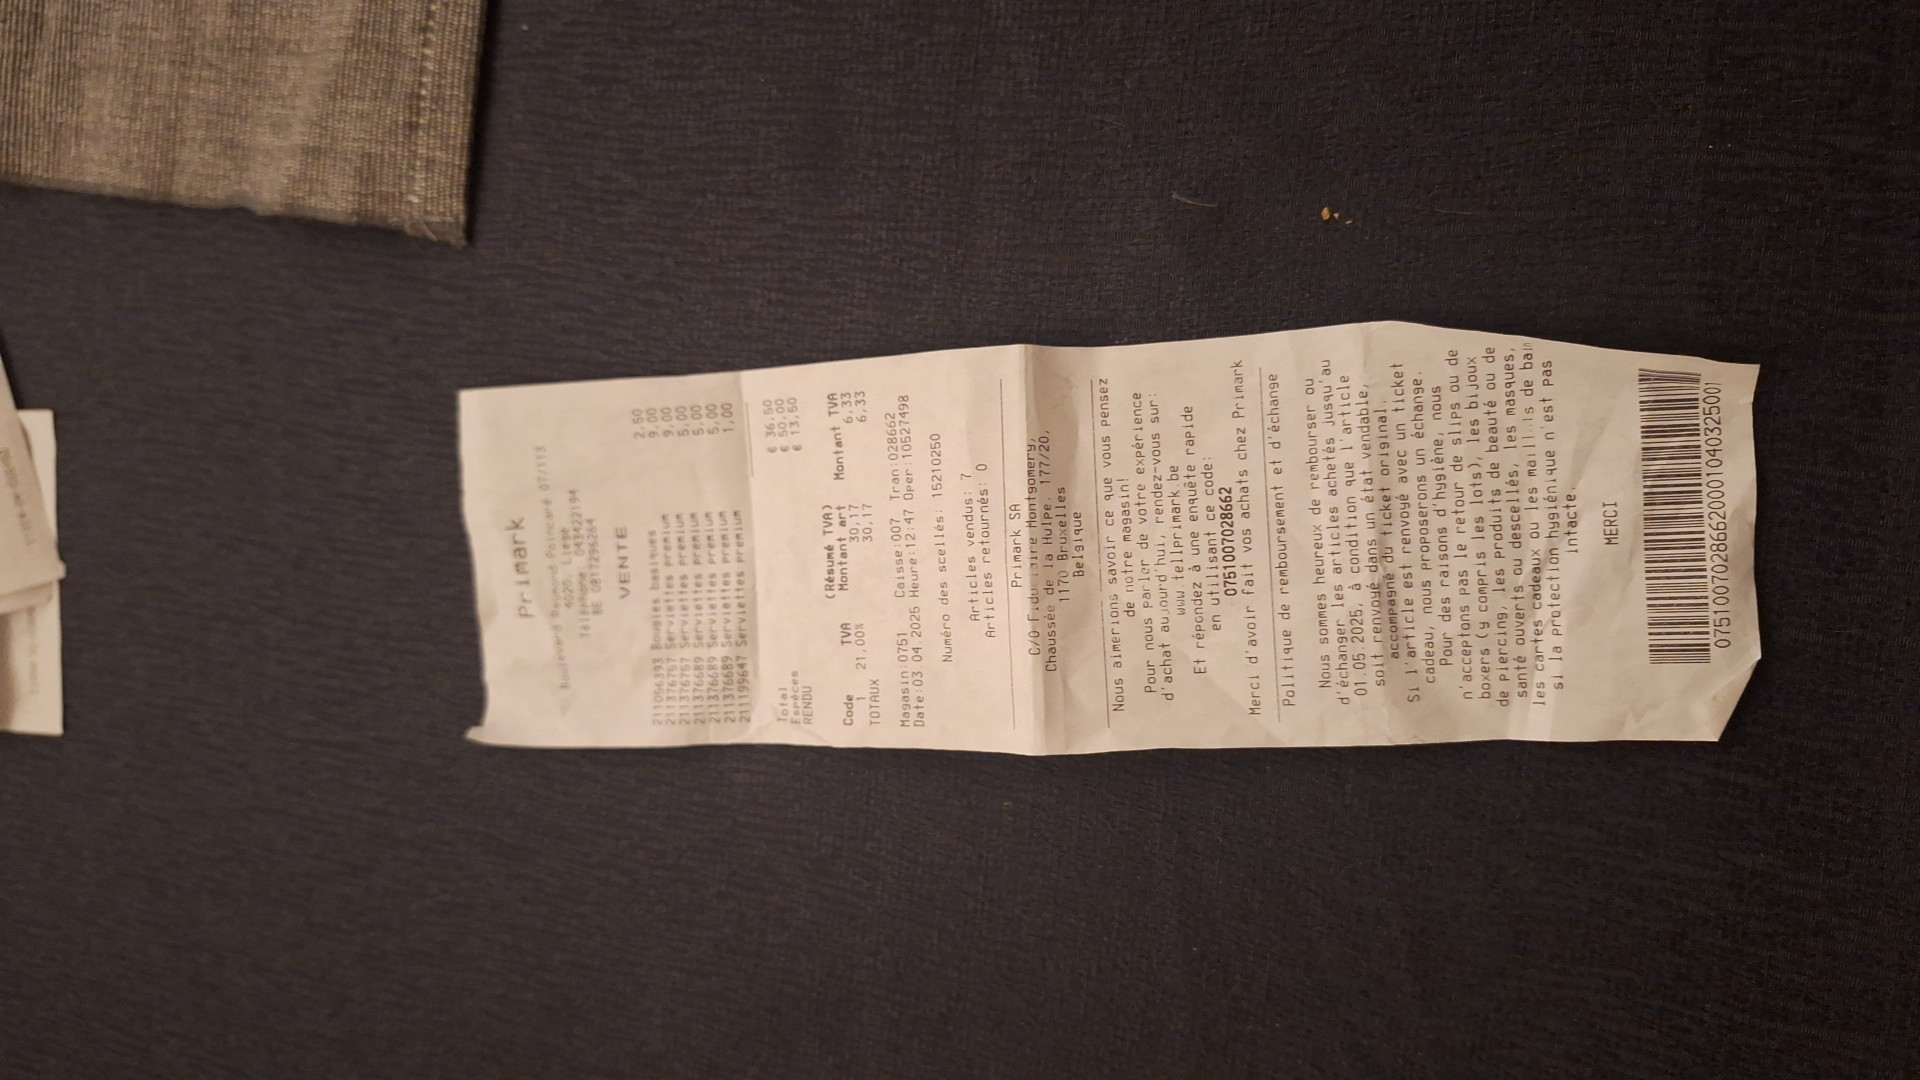 Primark
Boulevard Raymond Poincaré 07/113
4020, Liège
Téléphone: 043422194
BE 0817296264
VENTE
211056393 Bougies basiques 2,50
211376757 Serviettes premium 9,00
211376757 Serviettes premium 9,00
211376689 Serviettes premium 5,00
211376689 Serviettes premium 5,00
211376689 Serviettes premium 5,00
211199647 Serviettes premium 1,00
Total € 36,50
Espèces € 50,00
RENDU € 13,50
(Résumé TVA)
Code TVA Montant art Montant TVA
1 21,00% 30,17 6,33
TOTAUX 30,17 6,33
Magasin:0751 Caisse:007 Tran:028662
Date:03.04.2025 Heure:12:47 Oper:10527498
Numéro des scellés: 15210250
Articles vendus: 7
Articles retournés: 0
Primark SA
C/O Fiduciaire Montgomery,
Chaussée de la Hulpe, 177/20,
1170 Bruxelles
Belgique
Nous aimerions savoir ce que vous pensez
de notre magasin!
Pour nous parler de votre expérience
d'achat aujourd'hui, rendez-vous sur:
www.tellprimark.be
Et répondez à une enquête rapide
en utilisant ce code:
0751007028662
Merci d'avoir fait vos achats chez Primark
Politique de remboursement et d'échange
Nous sommes heureux de rembourser ou
d'échanger les articles achetés jusqu'au
01.05.2025, à condition que l'article
soit renvoyé dans un état vendable,
accompagné du ticket original.
Si l'article est renvoyé avec un ticket
cadeau, nous proposerons un échange.
Pour des raisons d'hygiène, nous
n'acceptons pas le retour de slips ou de
boxers (y compris les lots), les bijoux
de piercing, les produits de beauté ou de
santé ouverts ou descellés, les masques,
les cartes cadeaux ou les maillots de bain
si la protection hygiénique n'est pas
intacte.
MERCI
0751007028662000104032 5001